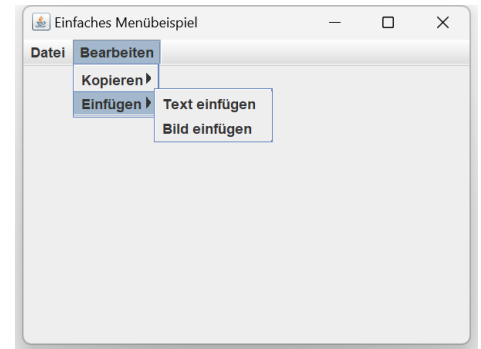 Einfaches Menübeispiel
Datei Bearbeiten
Kopieren
Einfügen Text einfügen
Bild einfügen